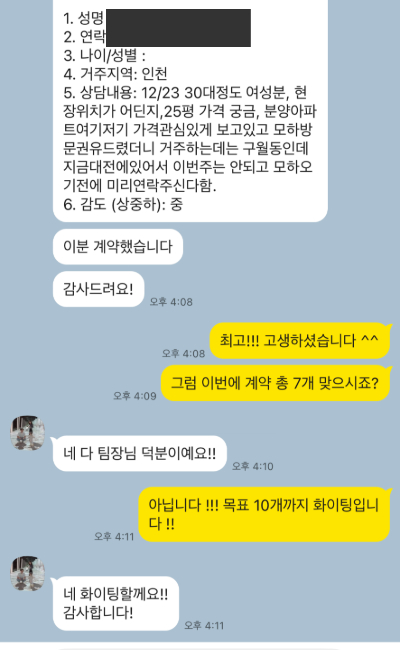 1. 성명
2. 연락
3. 나이/성별 :
4. 거주지역: 인천
5. 상담내용: 12/23 30대정도 여성분, 현
장위치가 어딘지,25평 가격 궁금, 분양아파
트여기저기 가격관심있게 보고있고 모하방
문권유드렸더니 거주하는데는 구월동인데
지금대전에있어서 이번주는 안되고 모하오
기전에 미리연락주신다함.
6. 감도 (상중하): 중
이분 계약했습니다
감사드려요!
오후 4:08
최고!!! 고생하셨습니다 ^^
오후 4:08
그럼 이번에 계약 총 7개 맞으시죠?
오후 4:09
네 다 팀장님 덕분이예요!!
오후 4:10
아닙니다 !!! 목표 10개까지 화이팅입니
다 !!
오후 4:11
네 화이팅할께요!!
감사합니다!
오후 4:11